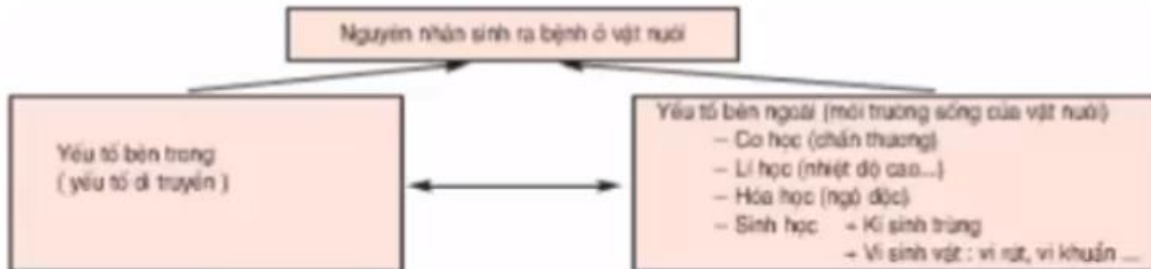 Nguyên nhân sinh ra bệnh ở vật nuôi
Yếu tố bên trong
( yếu tố di truyền )
Yếu tố bên ngoài (môi trường sống của vật nuôi)
– Cơ học (chấn thương)
– Lí học (nhiệt độ cao...)
– Hóa học (ngộ độc)
– Sinh học + Kí sinh trùng
+ Vi sinh vật : vi rút, vi khuẩn ...